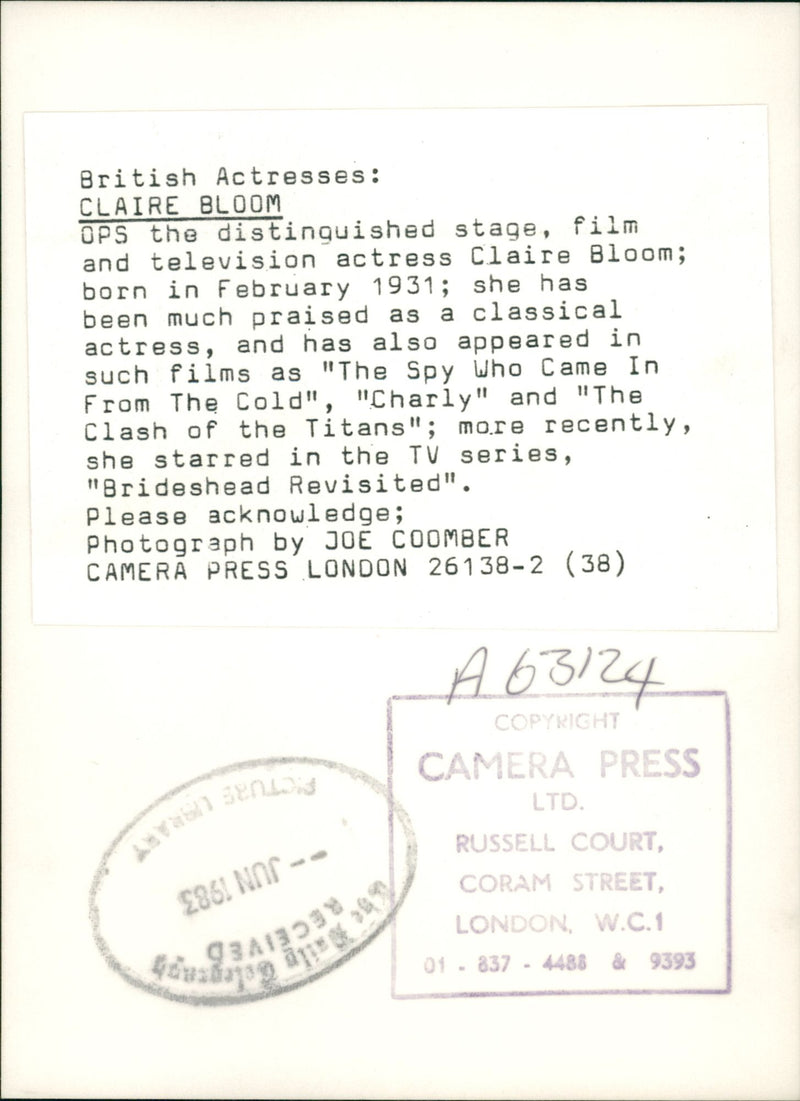 British Actresses:
CLAIRE BLOOM
OPS the distinguished stage, film
and television actress Claire Bloom;
born in February 1931; she has
been much praised as a classical
actress, and has also appeared in
such films as "The Spy Who Came In
From The Cold", "Charly" and "The
Clash of the Titans"; more recently,
she starred in the TV series,
"Brideshead Revisited".
Please acknowledge;
Photograph by JOE COOMBER
CAMERA PRESS LONDON 26138-2 (38)
A63124
COPYRIGHT
CAMERA PRESS
LTD.
RUSSELL COURT,
CORAM STREET,
LONDON, W.C.1
01 - 837 - 4488 & 9393
The Daily Telegraph
RECEIVED
-- JUN 1983
PICTURE LIBRARY